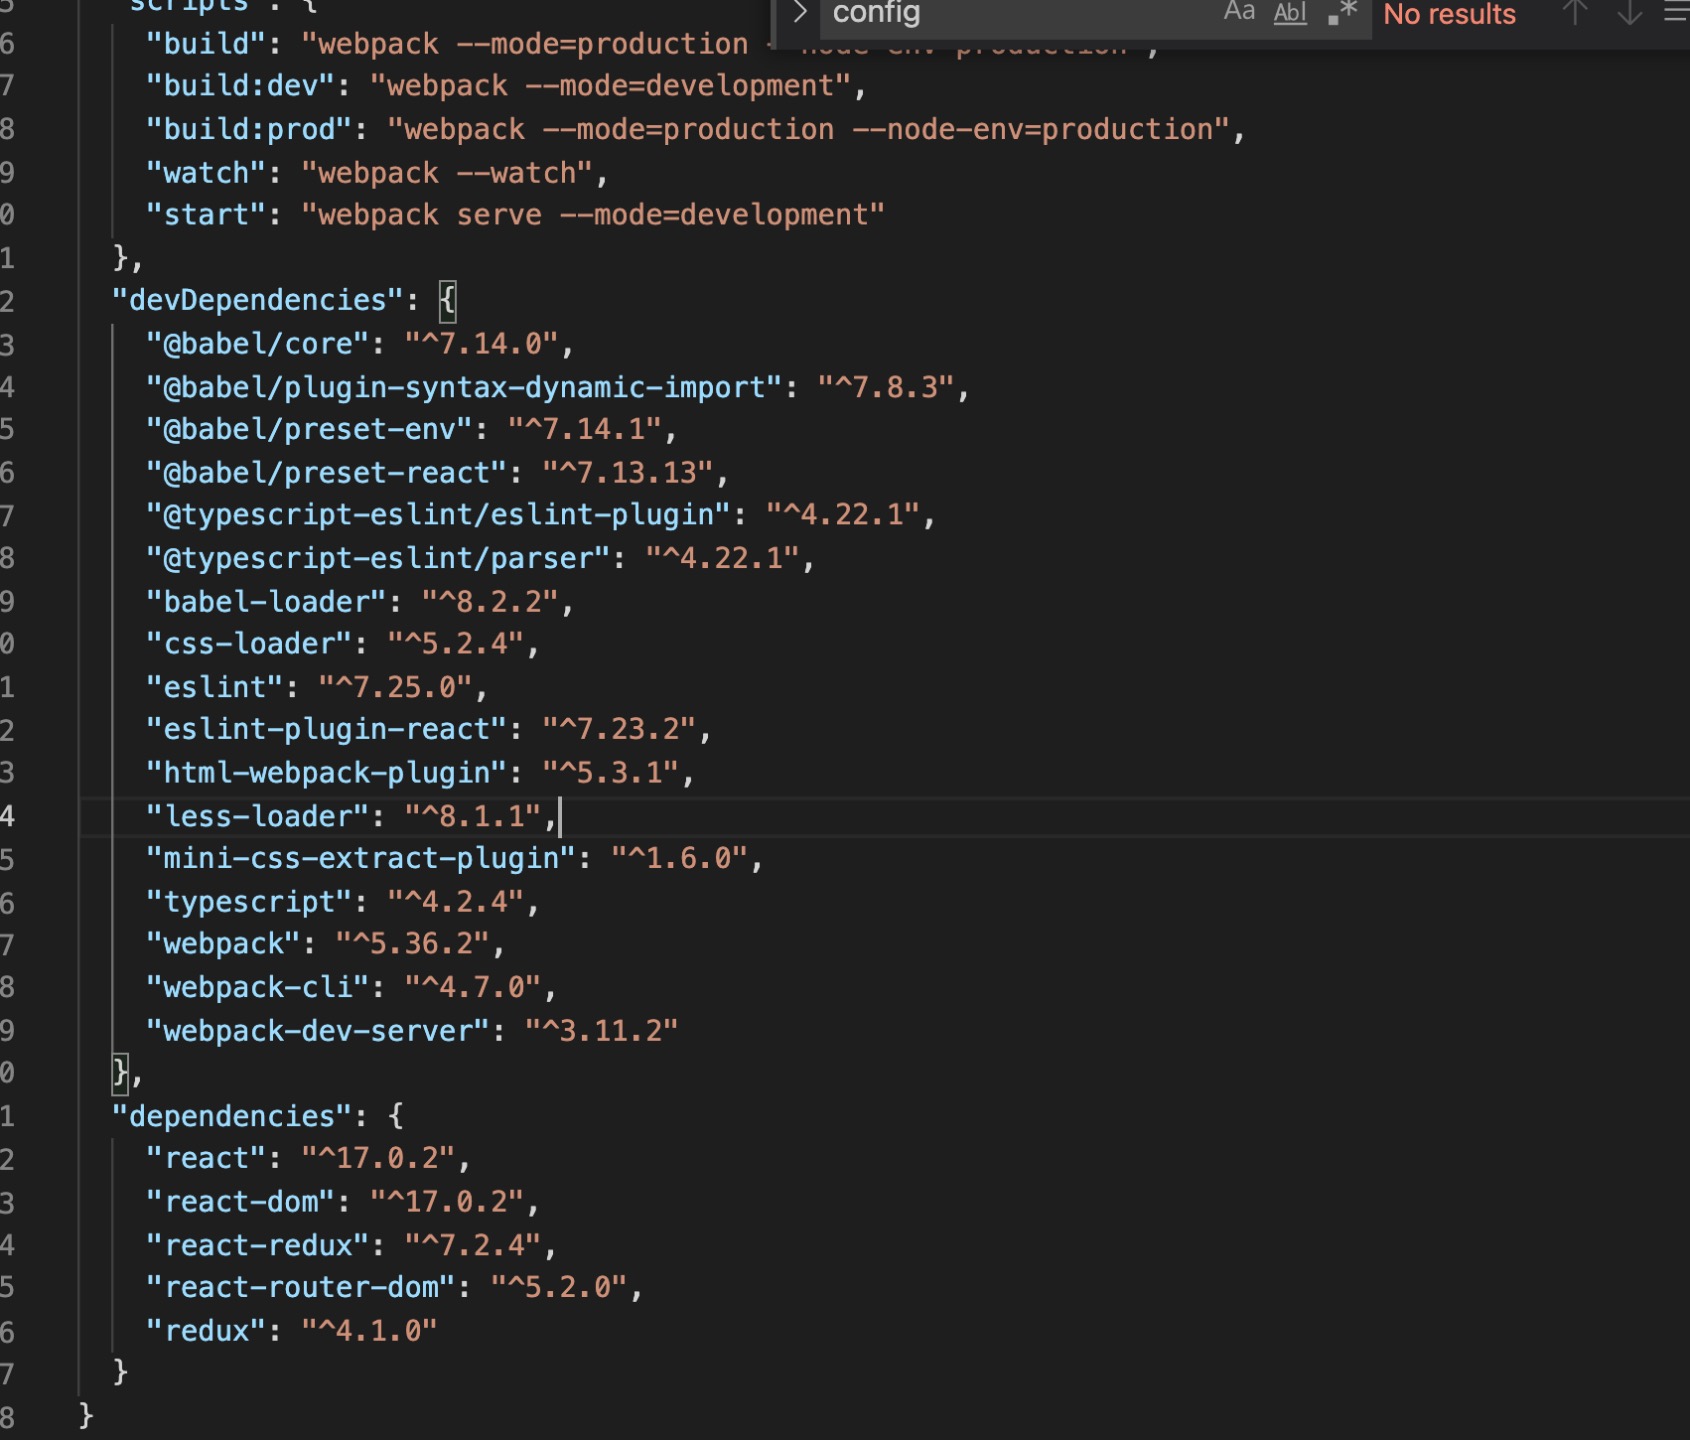 > config Aa Abl .* No results ↑ ↓
5 "scripts": {
6 "build": "webpack --mode=production --node-env=production",
7 "build:dev": "webpack --mode=development",
8 "build:prod": "webpack --mode=production --node-env=production",
9 "watch": "webpack --watch",
0 "start": "webpack serve --mode=development"
1 },
2 "devDependencies": {
3 "@babel/core": "^7.14.0",
4 "@babel/plugin-syntax-dynamic-import": "^7.8.3",
5 "@babel/preset-env": "^7.14.1",
6 "@babel/preset-react": "^7.13.13",
7 "@typescript-eslint/eslint-plugin": "^4.22.1",
8 "@typescript-eslint/parser": "^4.22.1",
9 "babel-loader": "^8.2.2",
0 "css-loader": "^5.2.4",
1 "eslint": "^7.25.0",
2 "eslint-plugin-react": "^7.23.2",
3 "html-webpack-plugin": "^5.3.1",
4 "less-loader": "^8.1.1",
5 "mini-css-extract-plugin": "^1.6.0",
6 "typescript": "^4.2.4",
7 "webpack": "^5.36.2",
8 "webpack-cli": "^4.7.0",
9 "webpack-dev-server": "^3.11.2"
0 },
1 "dependencies": {
2 "react": "^17.0.2",
3 "react-dom": "^17.0.2",
4 "react-redux": "^7.2.4",
5 "react-router-dom": "^5.2.0",
6 "redux": "^4.1.0"
7 }
8 }